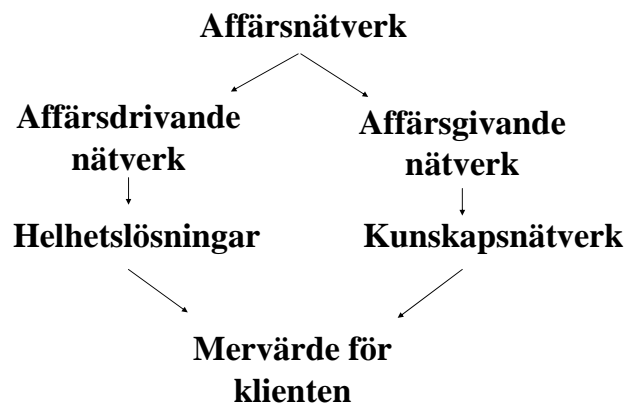 Affärsnätverk
Affärsdrivande
nätverk
Affärsgivande
nätverk
Helhetslösningar
Kunskapsnätverk
Mervärde för
klienten